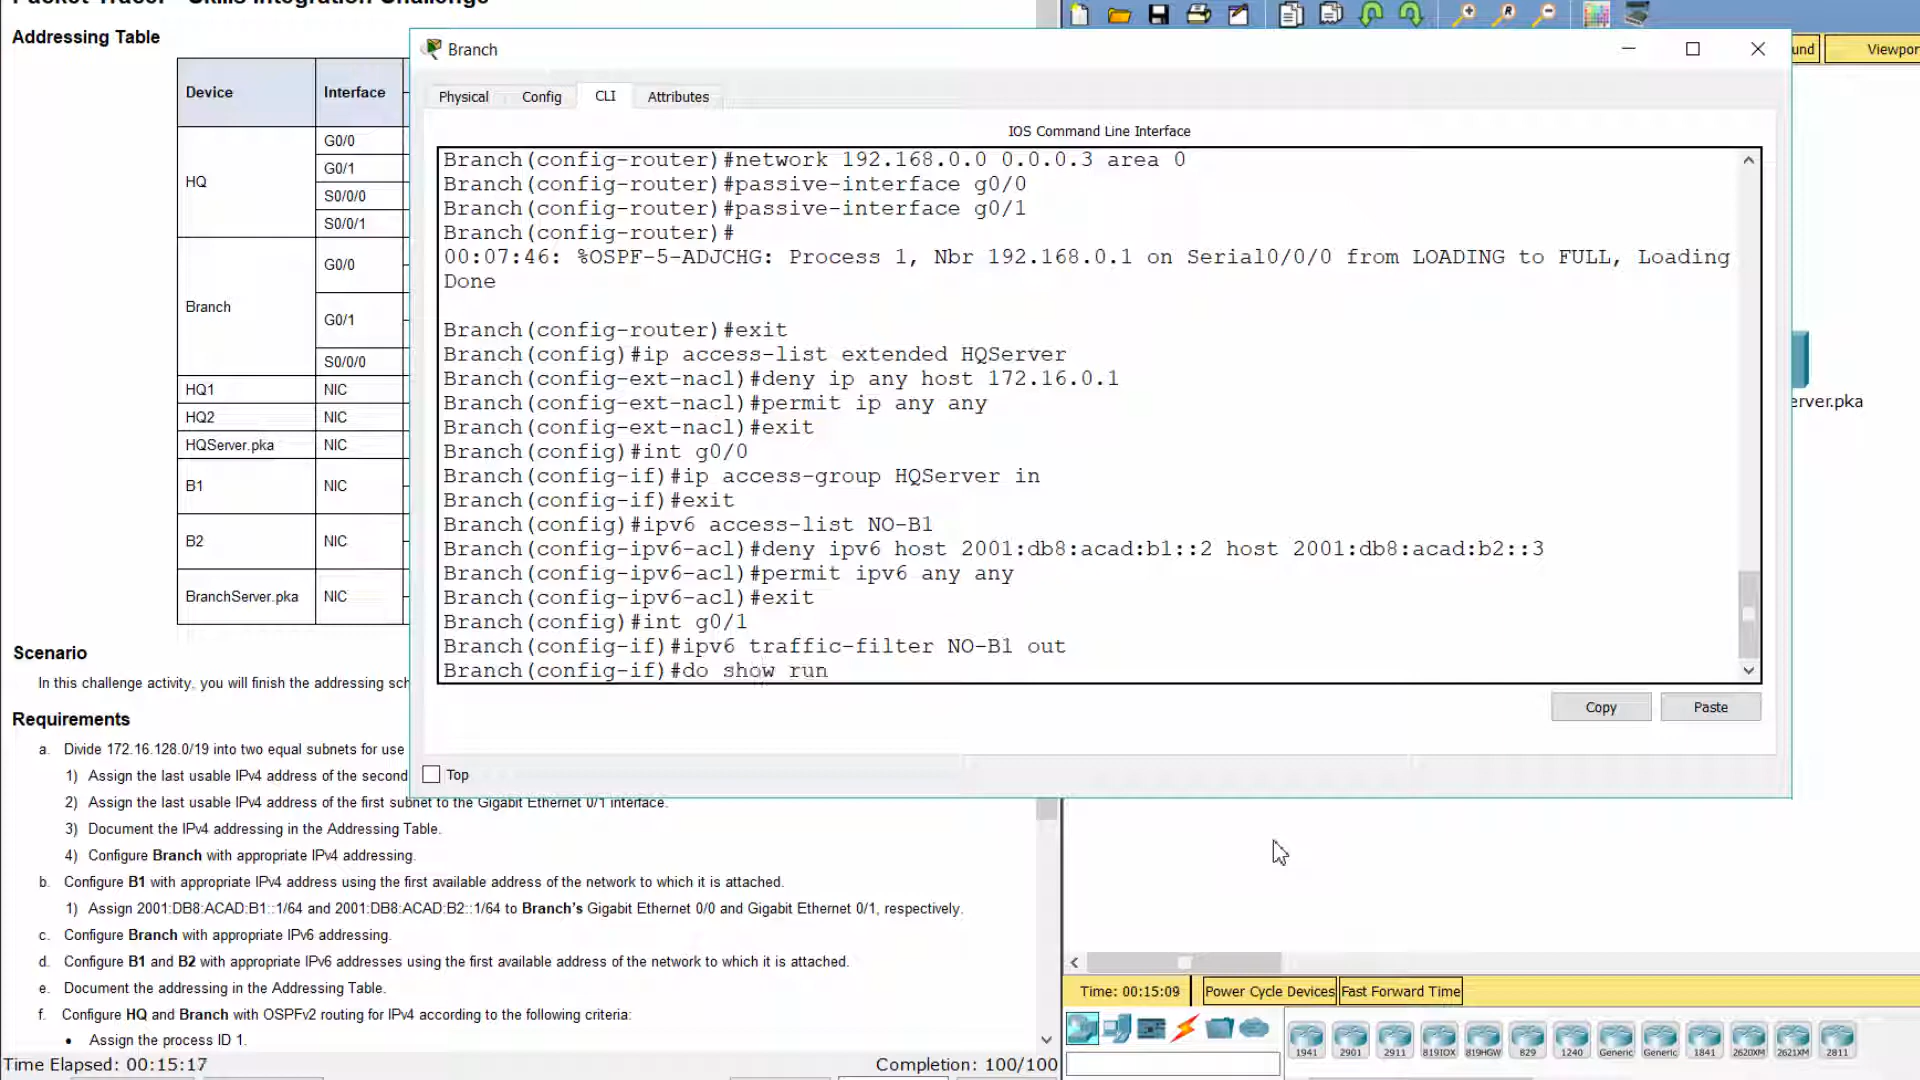 Packet Tracer - Skills Integration Challenge
Addressing Table
Device
Interface
HQ
G0/0
G0/1
S0/0/0
S0/0/1
Branch
G0/0
G0/1
S0/0/0
HQ1
NIC
HQ2
NIC
HQServer.pka
NIC
B1
NIC
B2
NIC
BranchServer.pka
NIC
Scenario
In this challenge activity, you will finish the addressing sch
Requirements
a. Divide 172.16.128.0/19 into two equal subnets for use
1) Assign the last usable IPv4 address of the second
2) Assign the last usable IPv4 address of the first subnet to the Gigabit Ethernet 0/1 interface.
3) Document the IPv4 addressing in the Addressing Table.
4) Configure Branch with appropriate IPv4 addressing.
b. Configure B1 with appropriate IPv4 address using the first available address of the network to which it is attached.
1) Assign 2001:DB8:ACAD:B1::1/64 and 2001:DB8:ACAD:B2::1/64 to Branch's Gigabit Ethernet 0/0 and Gigabit Ethernet 0/1, respectively.
c. Configure Branch with appropriate IPv6 addressing.
d. Configure B1 and B2 with appropriate IPv6 addresses using the first available address of the network to which it is attached.
e. Document the addressing in the Addressing Table.
f. Configure HQ and Branch with OSPFv2 routing for IPv4 according to the following criteria:
• Assign the process ID 1.
Time Elapsed: 00:15:17
Completion: 100/100
Branch
Physical
Config
CLI
Attributes
IOS Command Line Interface
Branch(config-router)#network 192.168.0.0 0.0.0.3 area 0
Branch(config-router)#passive-interface g0/0
Branch(config-router)#passive-interface g0/1
Branch(config-router)#
00:07:46: %OSPF-5-ADJCHG: Process 1, Nbr 192.168.0.1 on Serial0/0/0 from LOADING to FULL, Loading
Done
Branch(config-router)#exit
Branch(config)#ip access-list extended HQServer
Branch(config-ext-nacl)#deny ip any host 172.16.0.1
Branch(config-ext-nacl)#permit ip any any
Branch(config-ext-nacl)#exit
Branch(config)#int g0/0
Branch(config-if)#ip access-group HQServer in
Branch(config-if)#exit
Branch(config)#ipv6 access-list NO-B1
Branch(config-ipv6-acl)#deny ipv6 host 2001:db8:acad:b1::2 host 2001:db8:acad:b2::3
Branch(config-ipv6-acl)#permit ipv6 any any
Branch(config-ipv6-acl)#exit
Branch(config)#int g0/1
Branch(config-if)#ipv6 traffic-filter NO-B1 out
Branch(config-if)#do show run
Copy
Paste
Top
und
Viewpor
erver.pka
Time: 00:15:09
Power Cycle Devices
Fast Forward Time
1941
2901
2911
819IOX
819HGW
829
1240
Generic
Generic
1841
2620XM
2621XM
2811